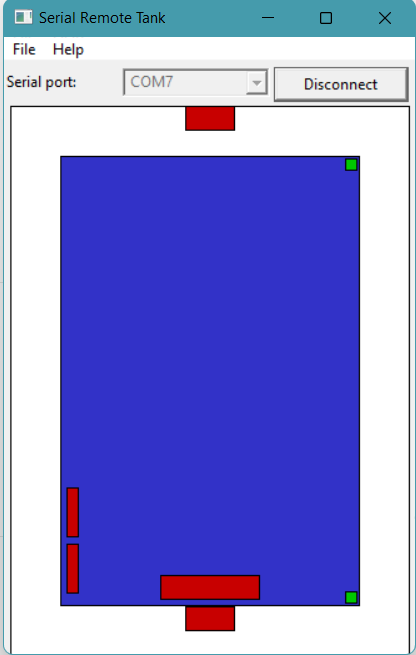 Serial Remote Tank
File Help
Serial port: COM7 Disconnect